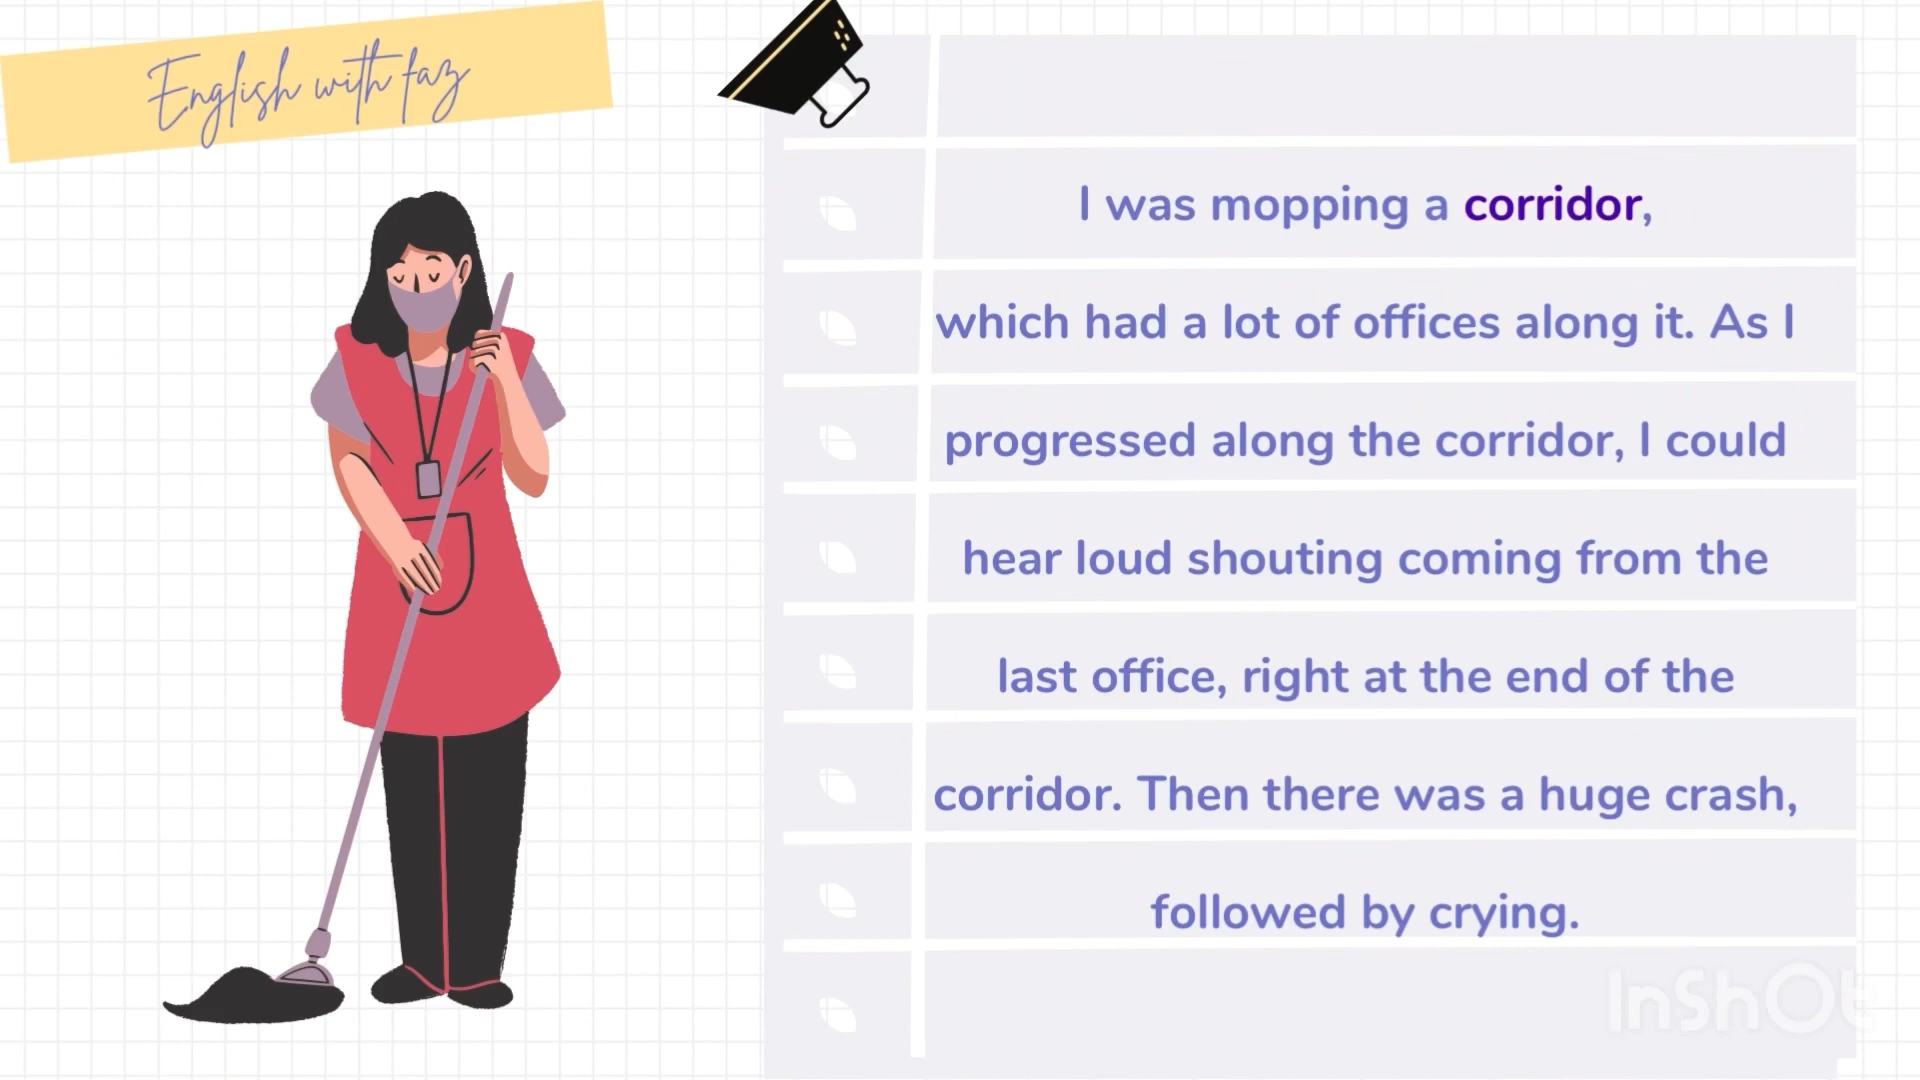 English with faz
I was mopping a corridor,
which had a lot of offices along it. As I
progressed along the corridor, I could
hear loud shouting coming from the
last office, right at the end of the
corridor. Then there was a huge crash,
followed by crying.
InShOt